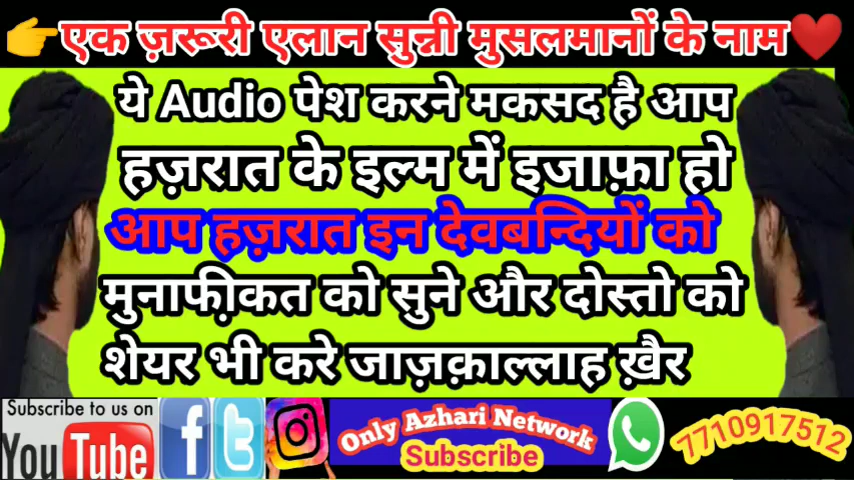 👉एक ज़रूरी एलान सुन्नी मुसलमानों के नाम❤️
ये Audio पेश करने मकसद है आप
हज़रात के इल्म में इजाफ़ा हो
आप हज़रात इन देवबन्दियों को
मुनाफी़कत को सुने और दोस्तो को
शेयर भी करे जाज़क़ाल्लाह ख़ैर
Subscribe to us on
YouTube
Only Azhari Network
Subscribe
7710917512